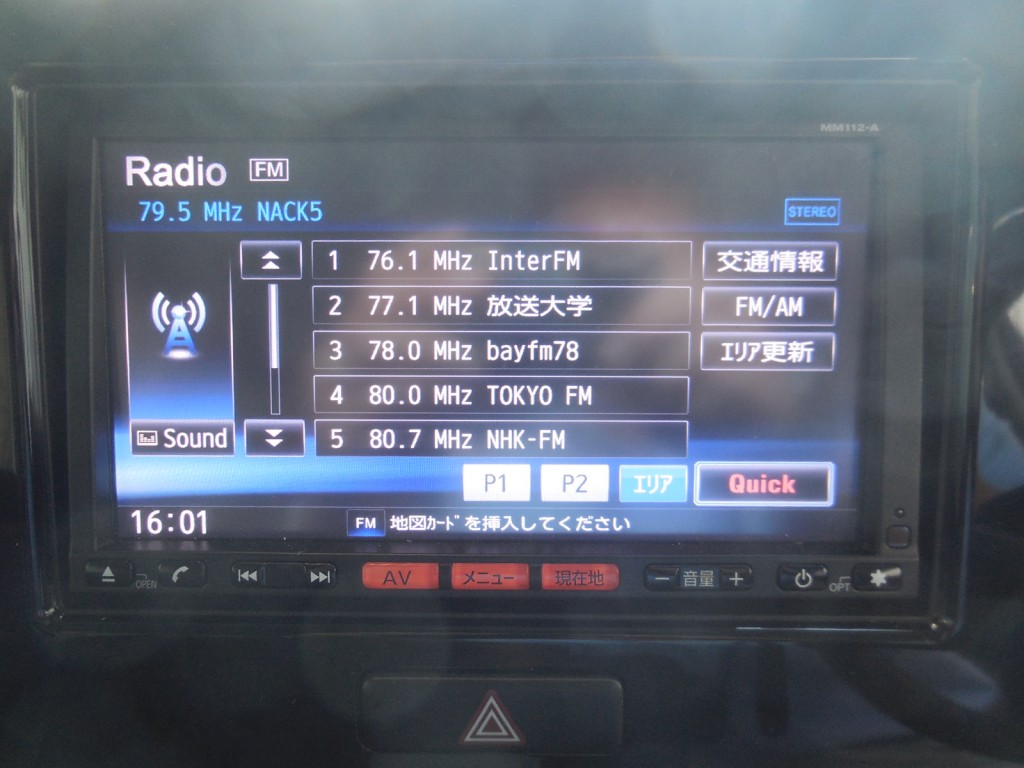 MM112-A
Radio FM
79.5 MHz NACK5 STEREO
1 76.1 MHz InterFM 交通情報
2 77.1 MHz 放送大学 FM/AM
3 78.0 MHz bayfm78 エリア更新
4 80.0 MHz TOKYO FM
Sound 5 80.7 MHz NHK-FM
P1 P2 エリア Quick
16:01 FM 地図カードを挿入してください
OPEN AV メニュー 現在地 − 音量 + OPT